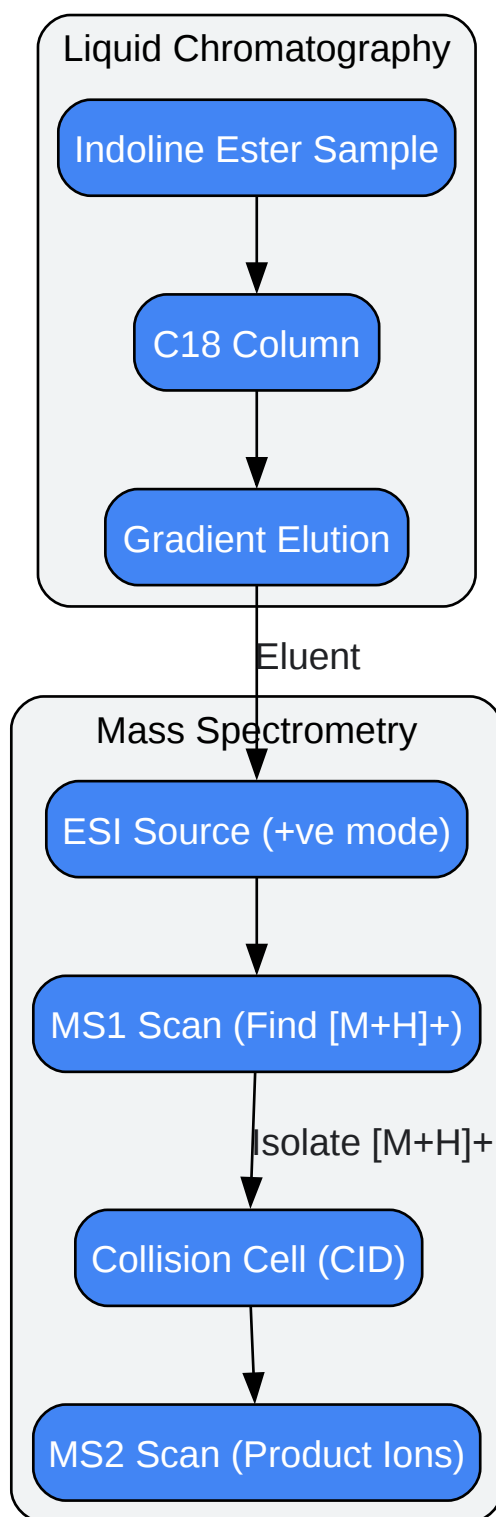 Liquid Chromatography
Indoline Ester Sample
C18 Column
Gradient Elution
Eluent
Mass Spectrometry
ESI Source (+ve mode)
MS1 Scan (Find [M+H]+)
Isolate [M+H]+
Collision Cell (CID)
MS2 Scan (Product Ions)